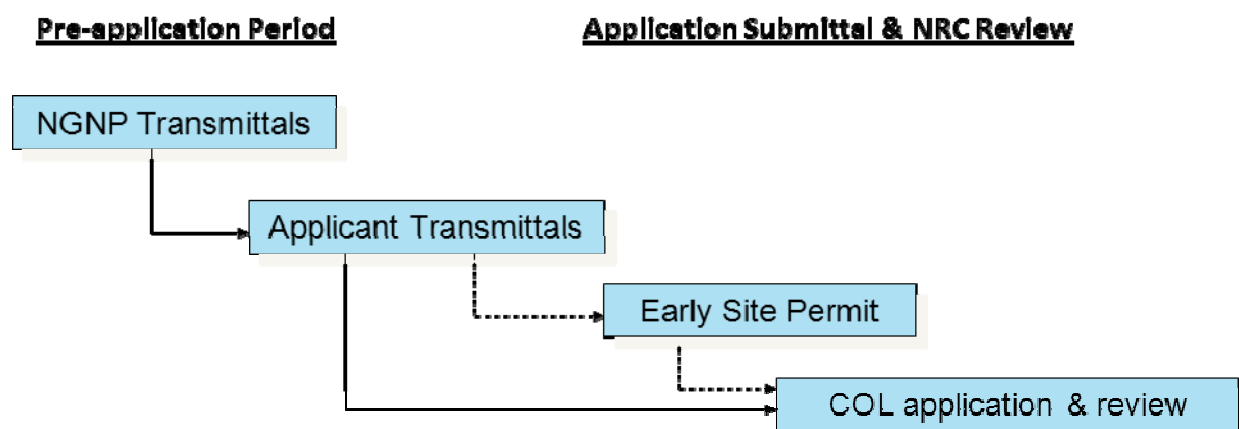 Pre-application Period
Application Submittal & NRC Review
NGNP Transmittals
Applicant Transmittals
Early Site Permit
COL application & review